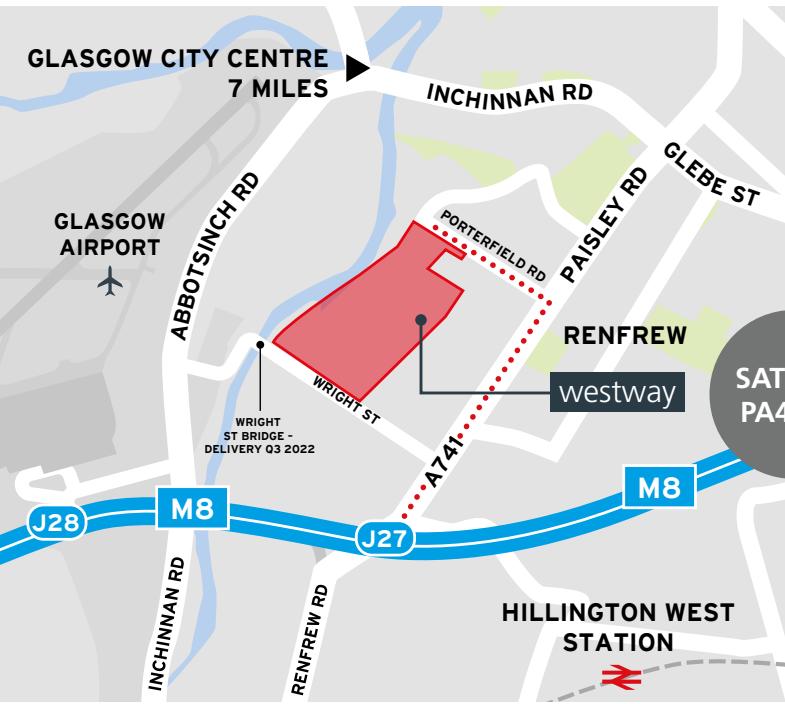 GLASGOW CITY CENTRE
7 MILES
INCHINNAN RD
GLEBE ST
PAISLEY RD
ABBOTSINCH RD
GLASGOW
AIRPORT
PORTERFIELD RD
RENFREW
westway
WRIGHT ST
WRIGHT
ST BRIDGE -
DELIVERY Q3 2022
SAT
PA4
A741
M8
M8
J28
J27
INCHINNAN RD
RENFREW RD
HILLINGTON WEST
STATION